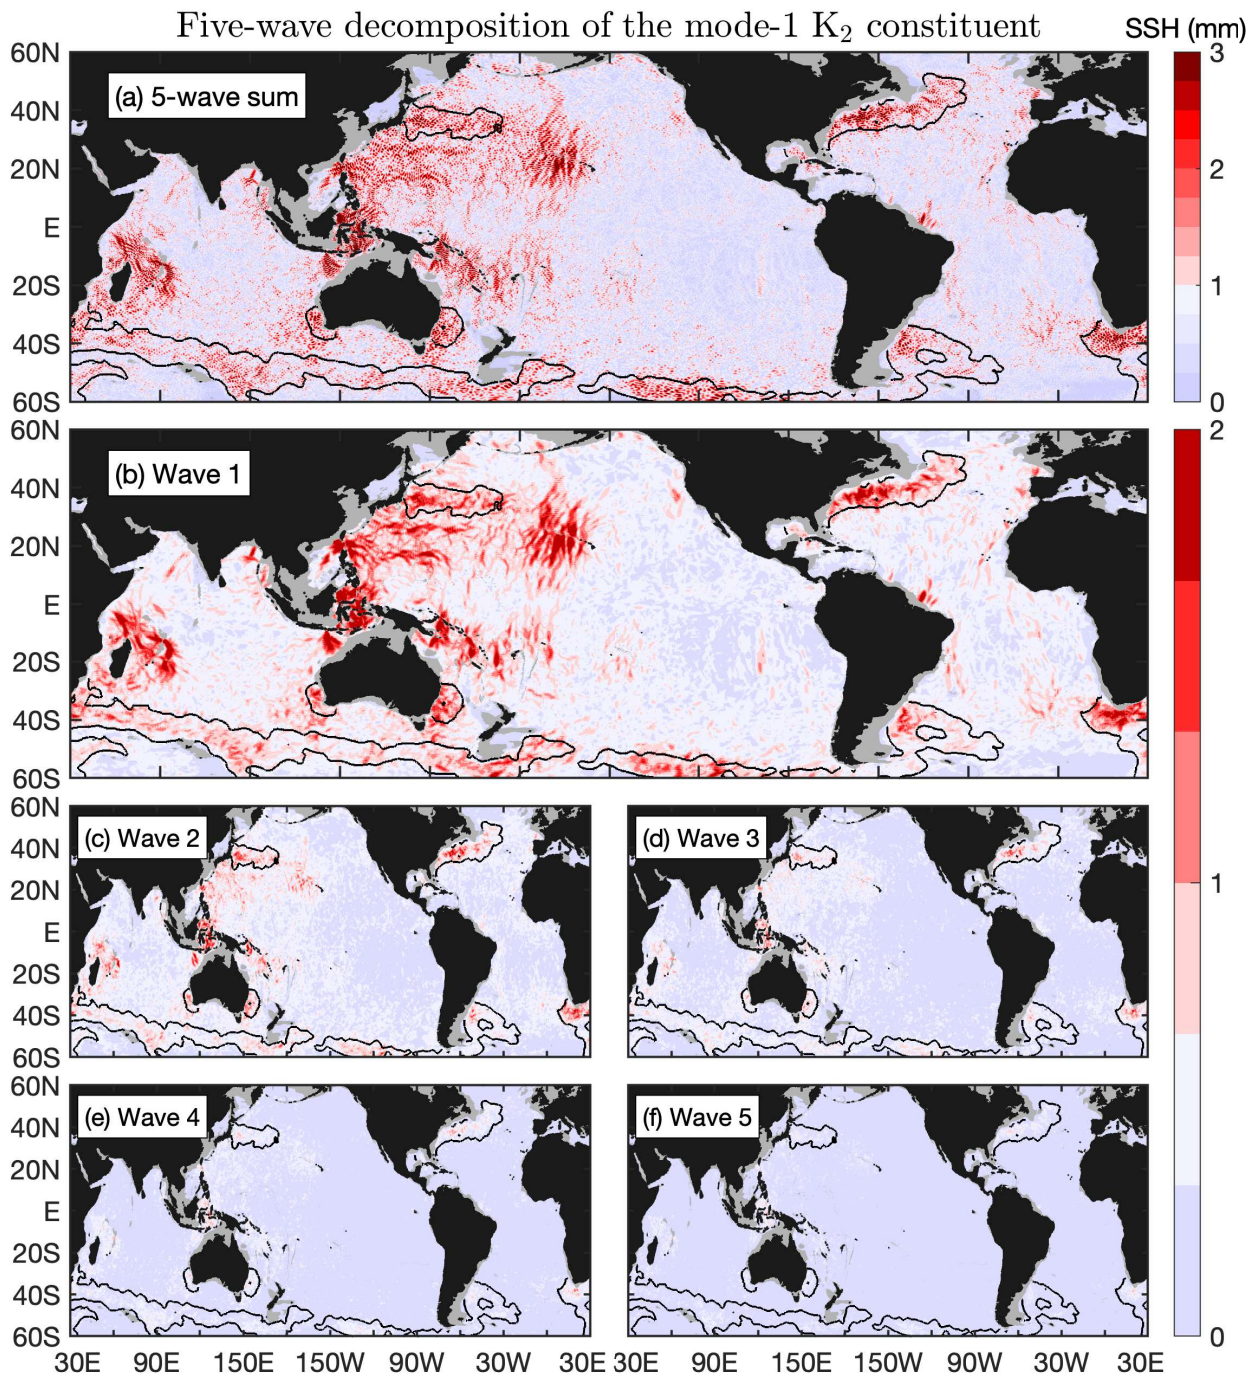 Five-wave decomposition of the mode-1 K₂ constituent
SSH (mm)
60N
(a) 5-wave sum
40N
20N
E
20S
40S
60S
3
2
1
0
60N
(b) Wave 1
40N
20N
E
20S
40S
60S
2
1
0
60N
(c) Wave 2
(d) Wave 3
40N
20N
E
20S
40S
60S
60N
(e) Wave 4
(f) Wave 5
40N
20N
E
20S
40S
60S
30E 90E 150E 150W 90W 30W 30E 30E 90E 150E 150W 90W 30W 30E